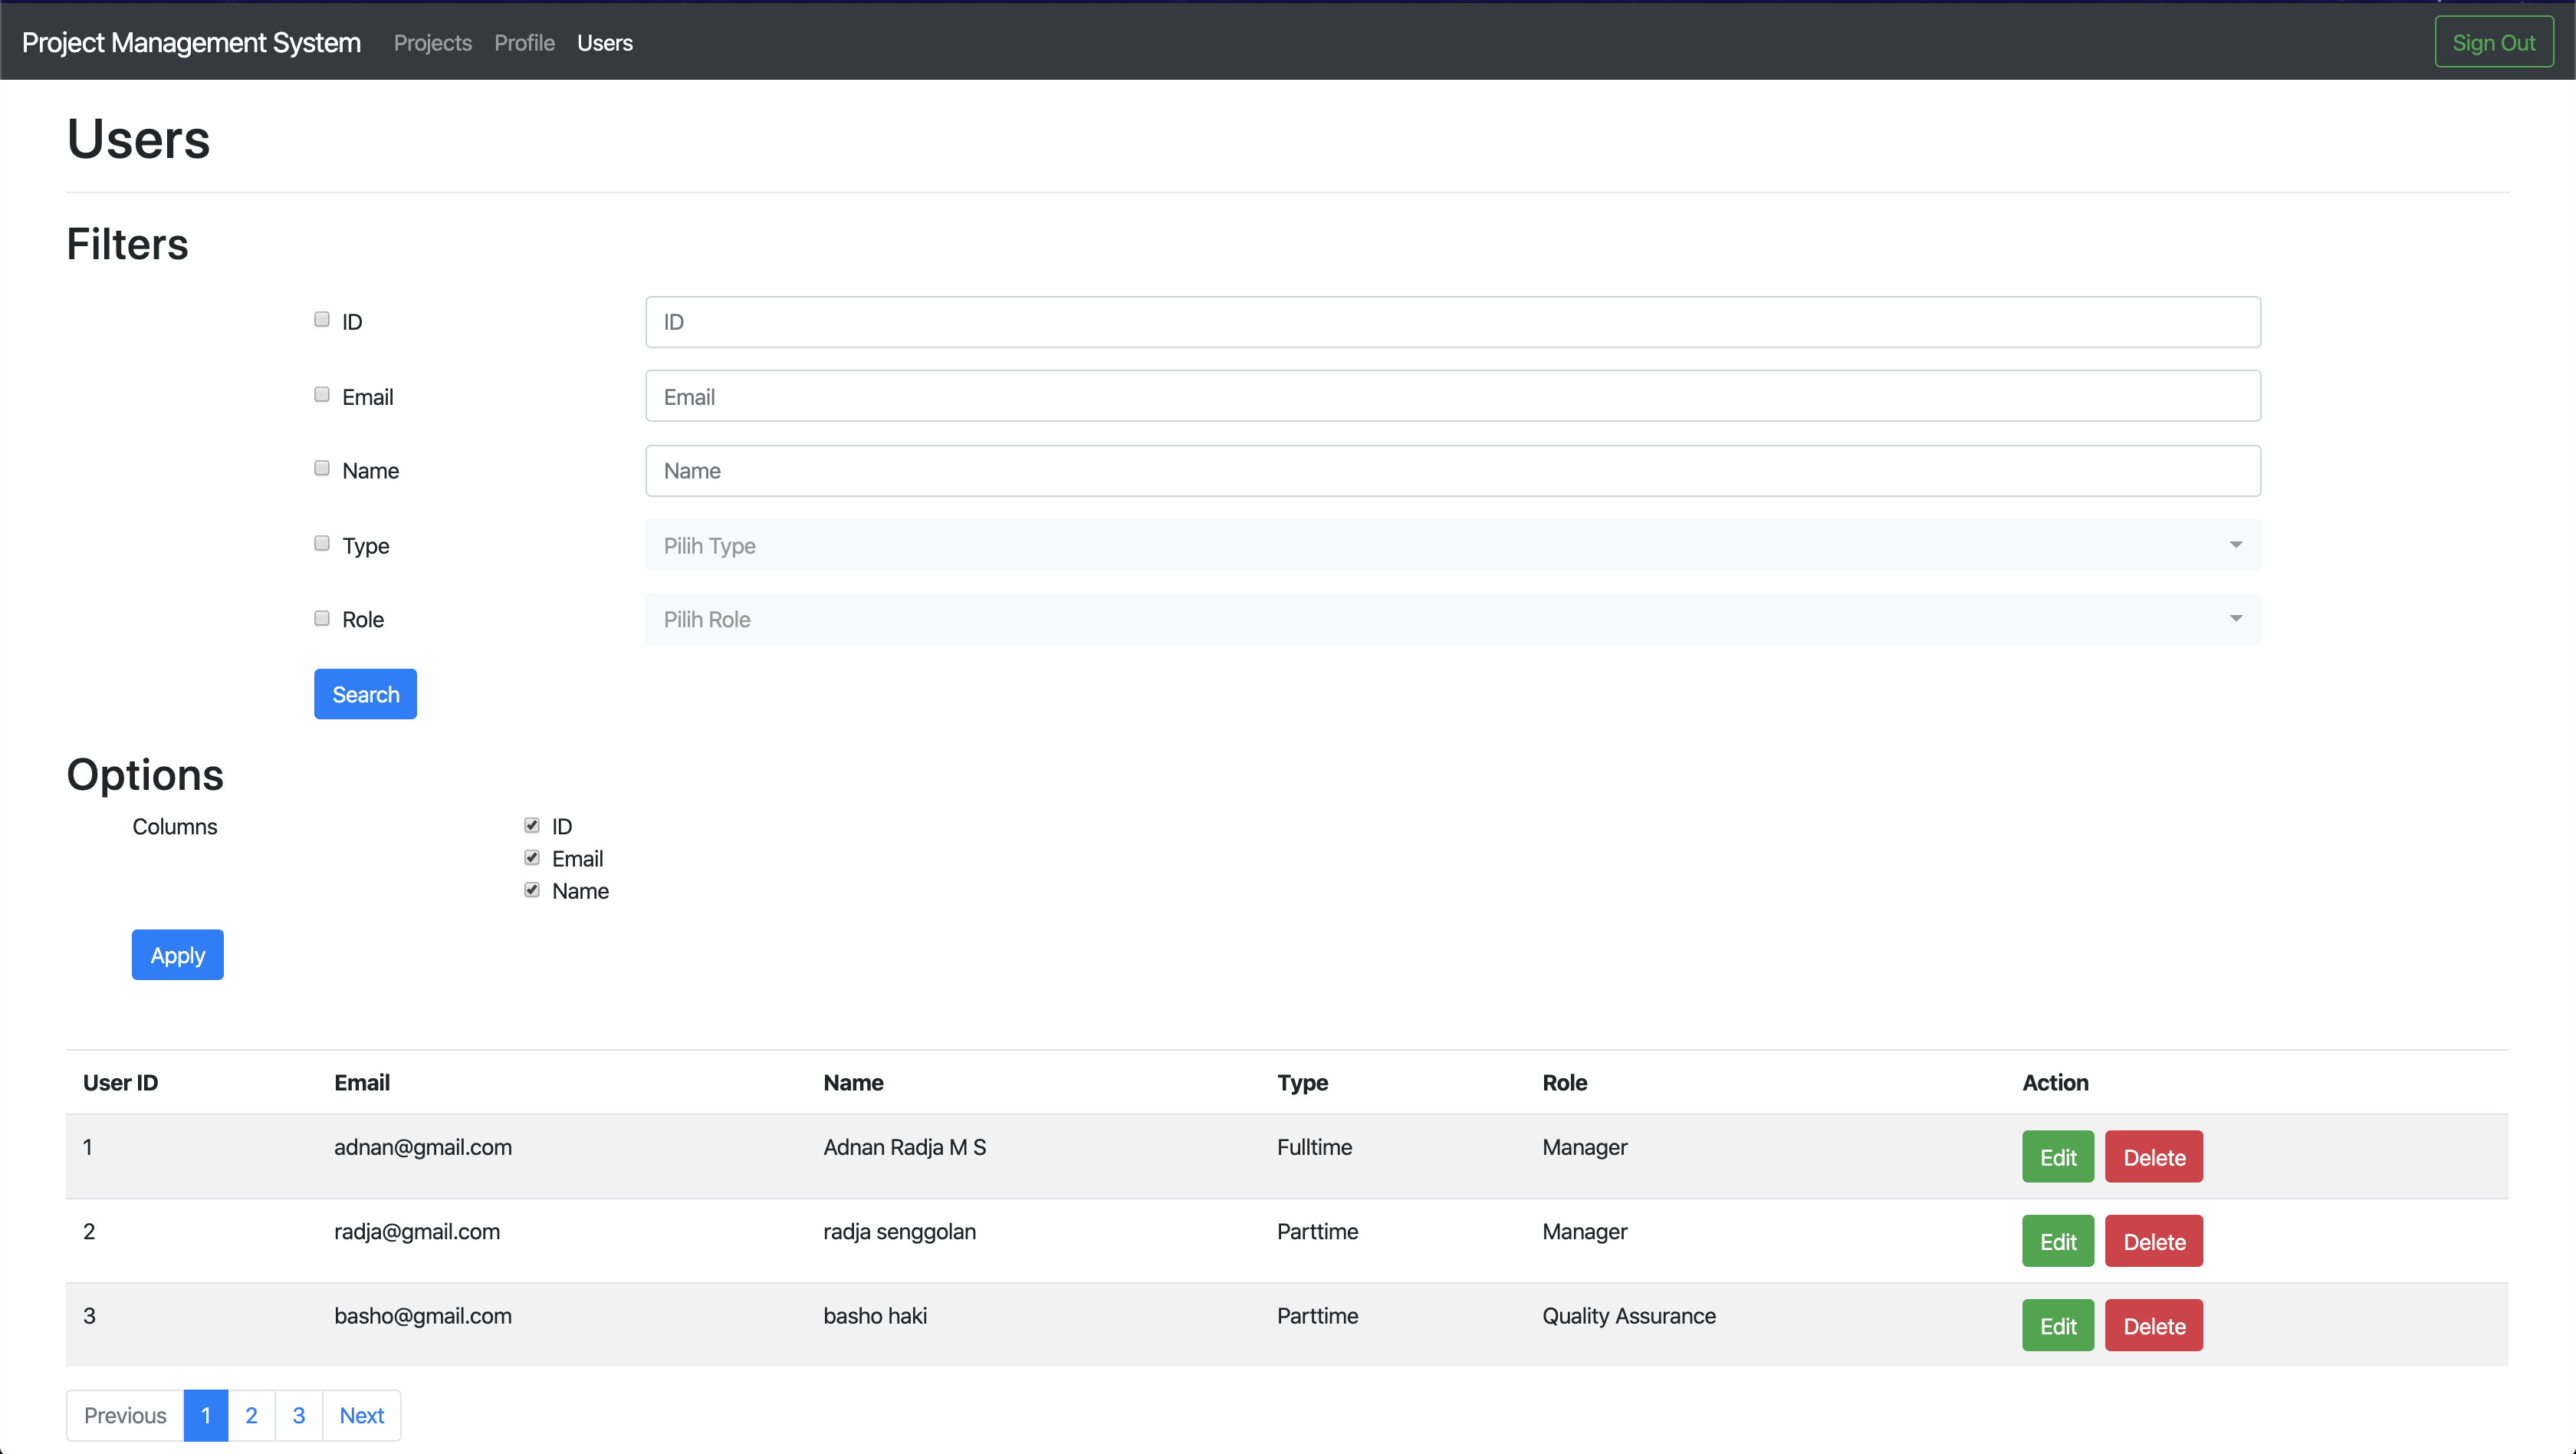 Project Management System Projects Profile Users Sign Out
Users
Filters
ID ID
Email Email
Name Name
Type Pilih Type
Role Pilih Role
Search
Options
Columns ID
Email
Name
Apply
User ID Email Name Type Role Action
1 adnan@gmail.com Adnan Radja M S Fulltime Manager Edit Delete
2 radja@gmail.com radja senggolan Parttime Manager Edit Delete
3 basho@gmail.com basho haki Parttime Quality Assurance Edit Delete
Previous 1 2 3 Next